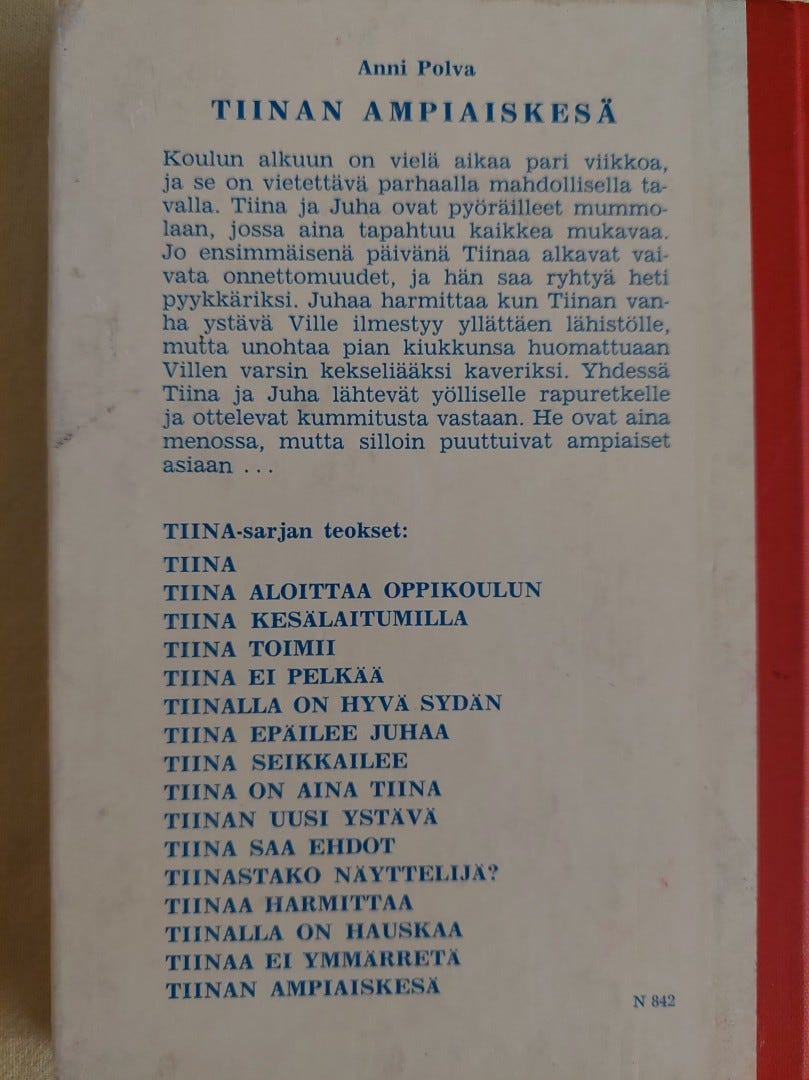 Anni Polva
TIINAN AMPIAISKESÄ
Koulun alkuun on vielä aikaa pari viikkoa,
ja se on vietettävä parhaalla mahdollisella ta-
valla. Tiina ja Juha ovat pyöräilleet mummo-
laan, jossa aina tapahtuu kaikkea mukavaa.
Jo ensimmäisenä päivänä Tiinaa alkavat vai-
vata onnettomuudet, ja hän saa ryhtyä heti
pyykkäriksi. Juhaa harmittaa kun Tiinan van-
ha ystävä Ville ilmestyy yllättäen lähistölle,
mutta unohtaa pian kiukkunsa huomattuaan
Villen varsin kekseliääksi kaveriksi. Yhdessä
Tiina ja Juha lähtevät yölliselle rapuretkelle
ja ottelevat kummitusta vastaan. He ovat aina
menossa, mutta silloin puuttuivat ampiaiset
asiaan ...
TIINA-sarjan teokset:
TIINA
TIINA ALOITTAA OPPIKOULUN
TIINA KESÄLAITUMILLA
TIINA TOIMII
TIINA EI PELKÄÄ
TIINALLA ON HYVÄ SYDÄN
TIINA EPÄILEE JUHAA
TIINA SEIKKAILEE
TIINA ON AINA TIINA
TIINAN UUSI YSTÄVÄ
TIINA SAA EHDOT
TIINASTAKO NÄYTTELIJÄ?
TIINAA HARMITTAA
TIINALLA ON HAUSKAA
TIINAA EI YMMÄRRETÄ
TIINAN AMPIAISKESÄ
N 842